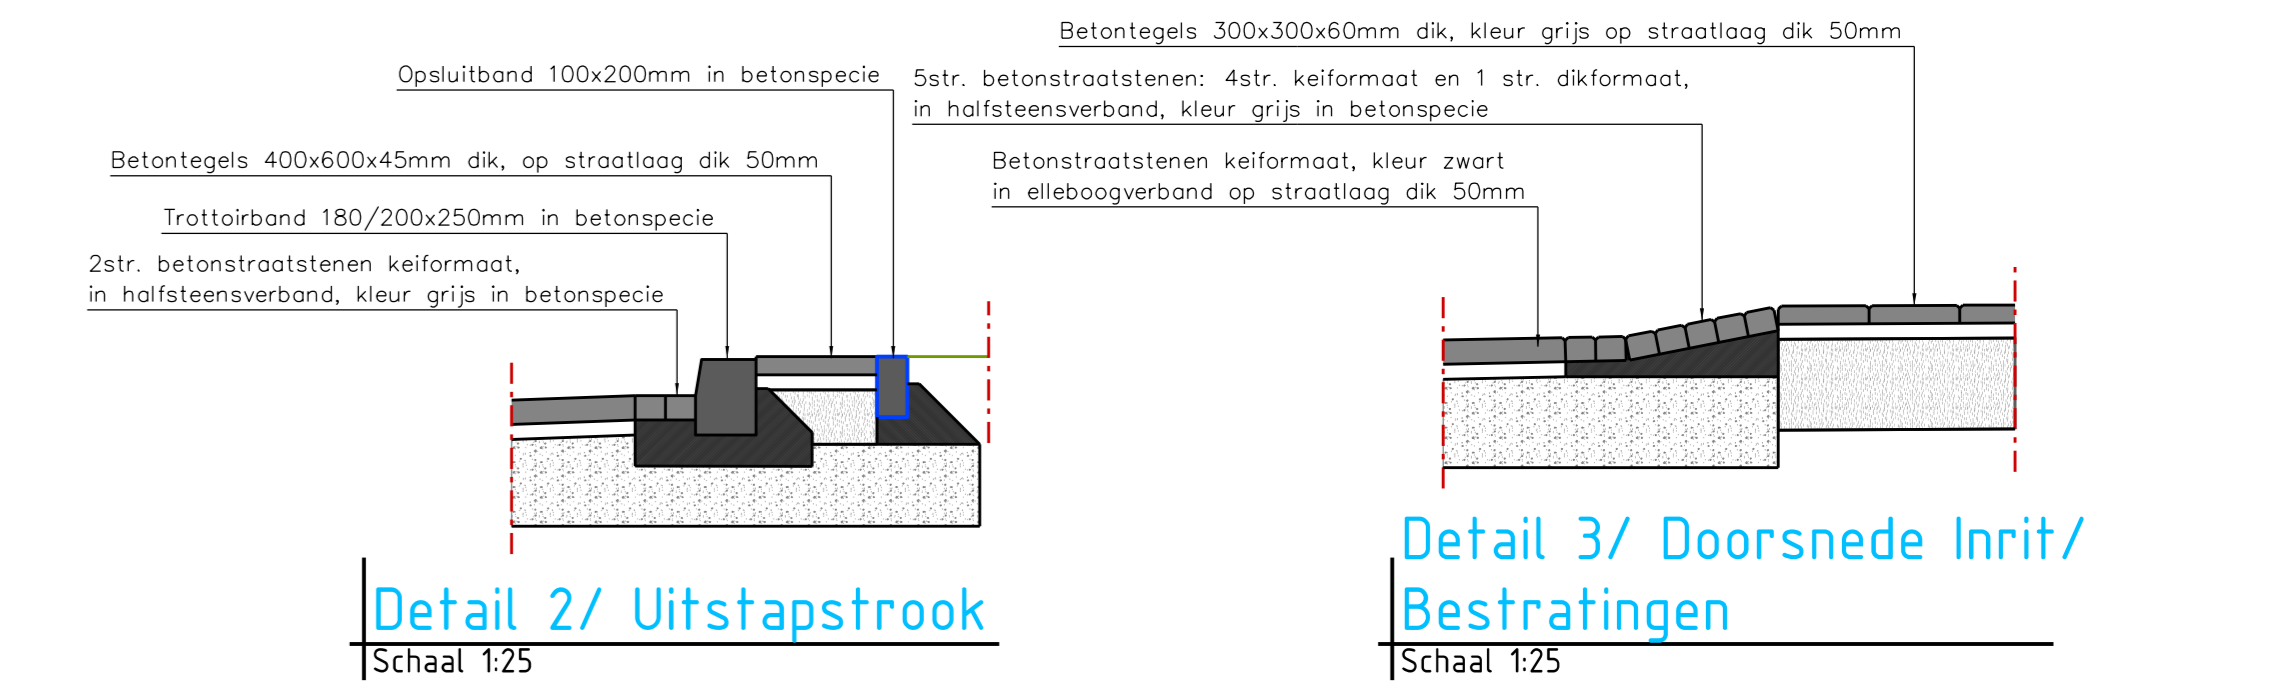 Opsluitband 100x200mm in betonspecie
Betontegels 400x600x45mm dik, op straatlaag dik 50mm
Trottoirband 180/200x250mm in betonspecie
2str. betonstraatstenen keiformaat,
in halfsteensverband, kleur grijs in betonspecie
Detail 2/ Uitstapstrook
Schaal 1:25
Betontegels 300x300x60mm dik, kleur grijs op straatlaag dik 50mm
5str. betonstraatstenen: 4str. keiformaat en 1 str. dikformaat,
in halfsteensverband, kleur grijs in betonspecie
Betonstraatstenen keiformaat, kleur zwart
in elleboogverband op straatlaag dik 50mm
Detail 3/ Doorsnede Inrit/
Bestratingen
Schaal 1:25